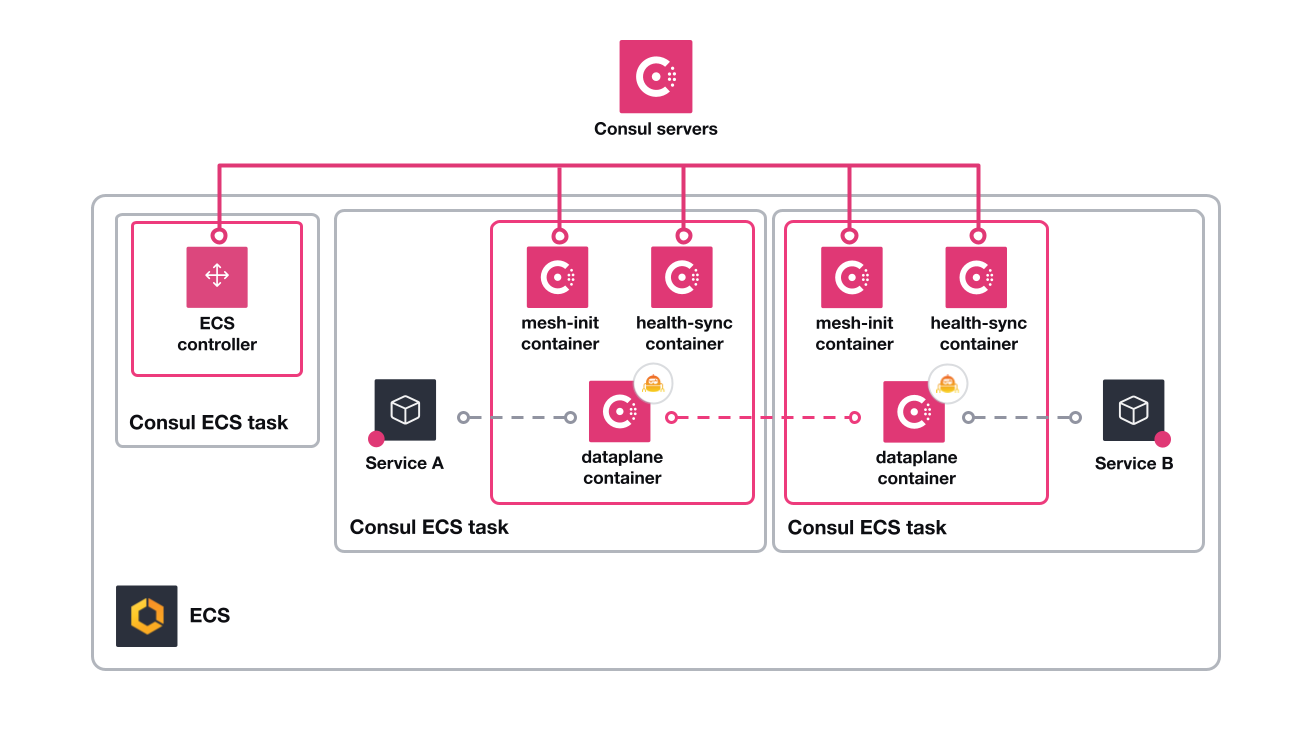 Consul servers
ECS
controller
Consul ECS task
mesh-init
container
health-sync
container
Service A
dataplane
container
Consul ECS task
mesh-init
container
health-sync
container
dataplane
container
Service B
Consul ECS task
ECS